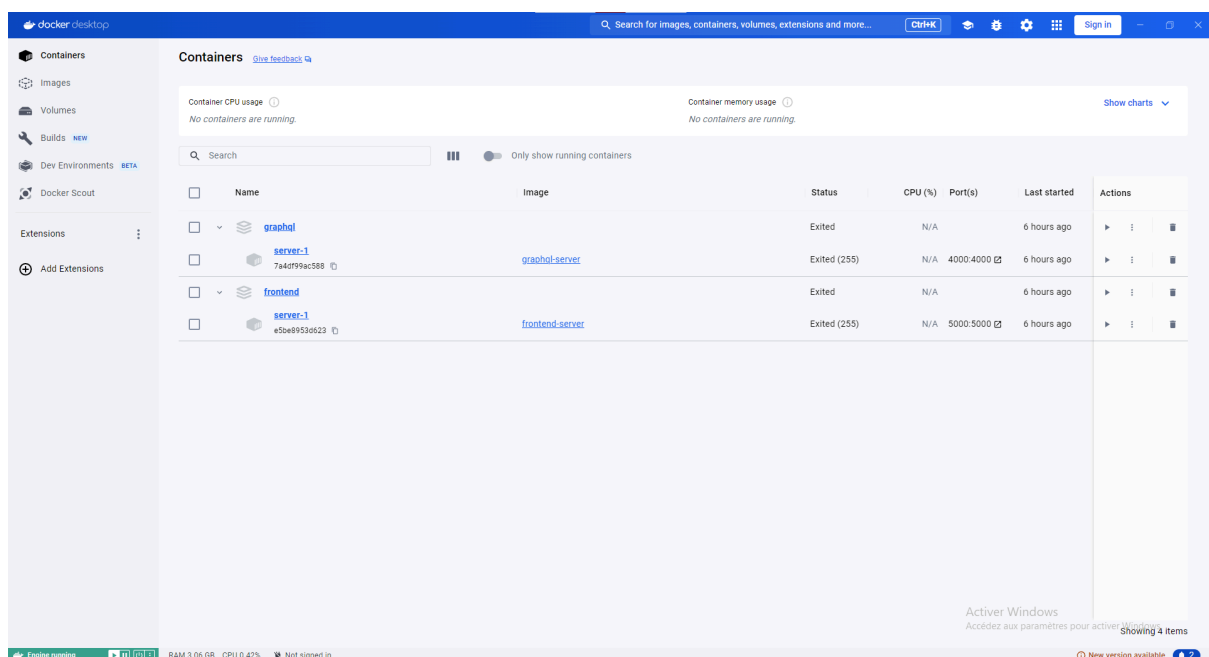 docker desktop
Search for images, containers, volumes, extensions and more...
Ctrl+K
Sign in
Containers
Images
Volumes
Builds NEW
Dev Environments BETA
Docker Scout
Extensions
Add Extensions
Containers Give feedback
Container CPU usage
No containers are running.
Container memory usage
No containers are running.
Show charts
Search
Only show running containers
Name Image Status CPU (%) Port(s) Last started Actions
graphql Exited N/A 6 hours ago
server-1 graphql-server Exited (255) N/A 4000:4000 6 hours ago
7a4df99ac588
frontend Exited N/A 6 hours ago
server-1 frontend-server Exited (255) N/A 5000:5000 6 hours ago
e5be8953d623
Activer Windows
Accédez aux paramètres pour activer Windows.
Showing 4 items
Engine running
RAM 3.06 GB CPU 0.42% Not signed in
New version available
2